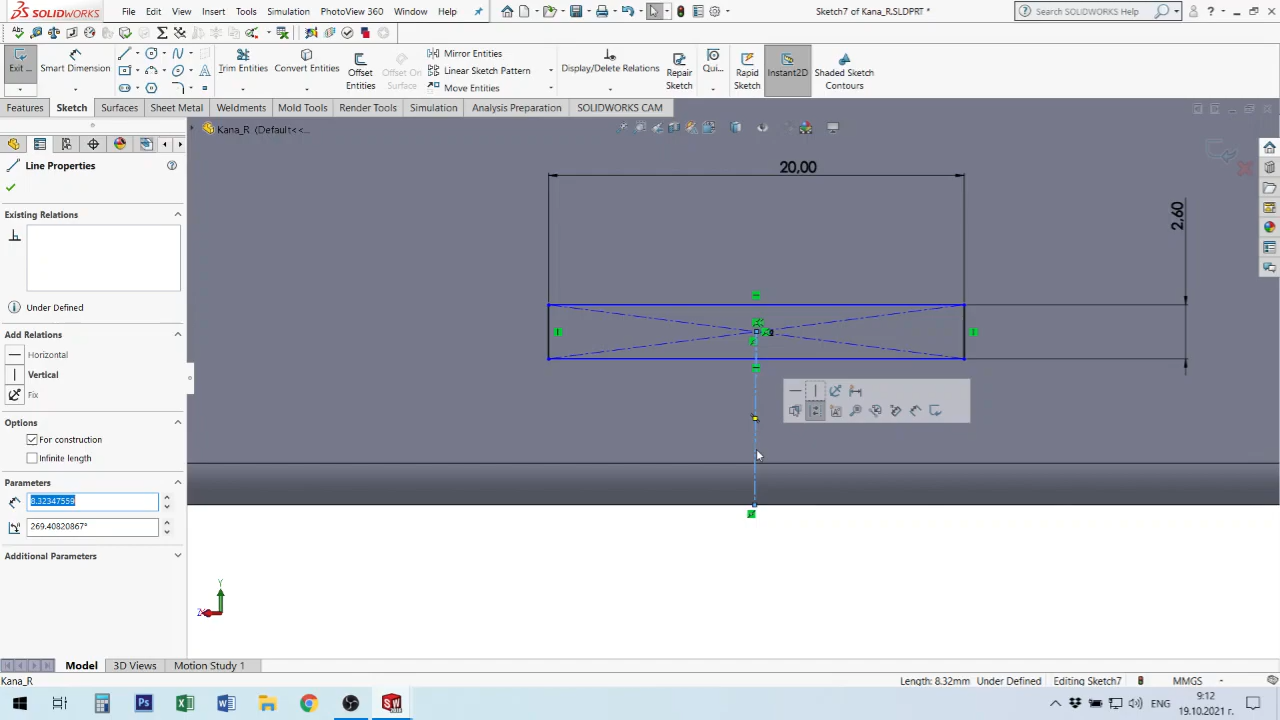 SOLIDWORKS File Edit View Insert Tools Simulation PhotoView 360 Window Help Sketch7 of Kana_R.SLDPRT * Search SOLIDWORKS Help
Exit ... Smart Dimension Trim Entities Convert Entities Offset Entities Offset On Surface Mirror Entities Linear Sketch Pattern Move Entities Display/Delete Relations Repair Sketch Qui... Rapid Sketch Instant2D Shaded Sketch Contours
Features Sketch Surfaces Sheet Metal Weldments Mold Tools Render Tools Simulation Analysis Preparation SOLIDWORKS CAM
Kana_R (Default<<...
Line Properties
20,00
2,60
Existing Relations
Under Defined
Add Relations
Horizontal
Vertical
Fix
Options
For construction
Infinite length
Parameters
8.32347559
269.40820867°
Additional Parameters
Y
Z
Model 3D Views Motion Study 1
Kana_R Length: 8.32mm Under Defined Editing Sketch7 MMGS
ENG 9:12
19.10.2021 г.